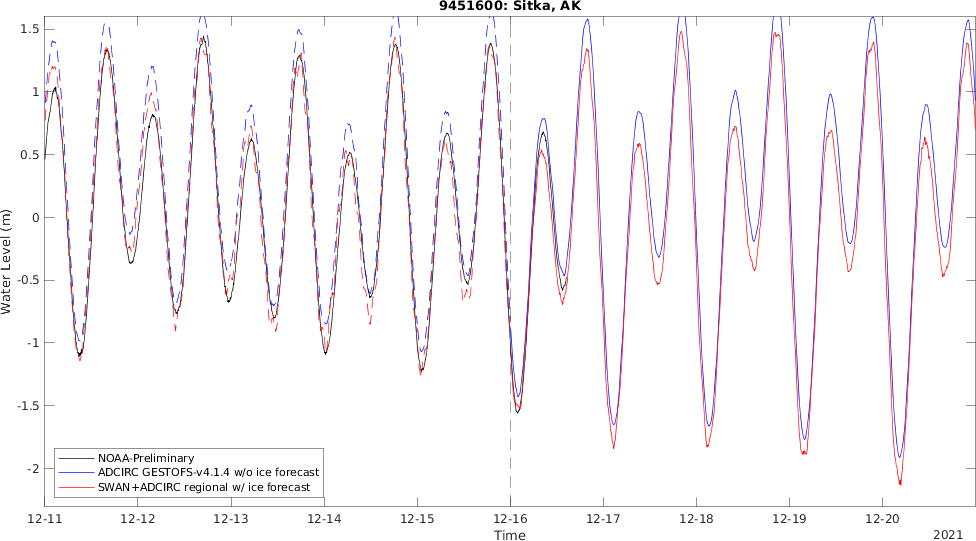 9451600: Sitka, AK
1.5
1
0.5
0
-0.5
-1
-1.5
-2
Water Level (m)
NOAA-Preliminary
ADCIRC GESTOFS-v4.1.4 w/o ice forecast
SWAN+ADCIRC regional w/ ice forecast
12-11 12-12 12-13 12-14 12-15 12-16 12-17 12-18 12-19 12-20
Time
2021